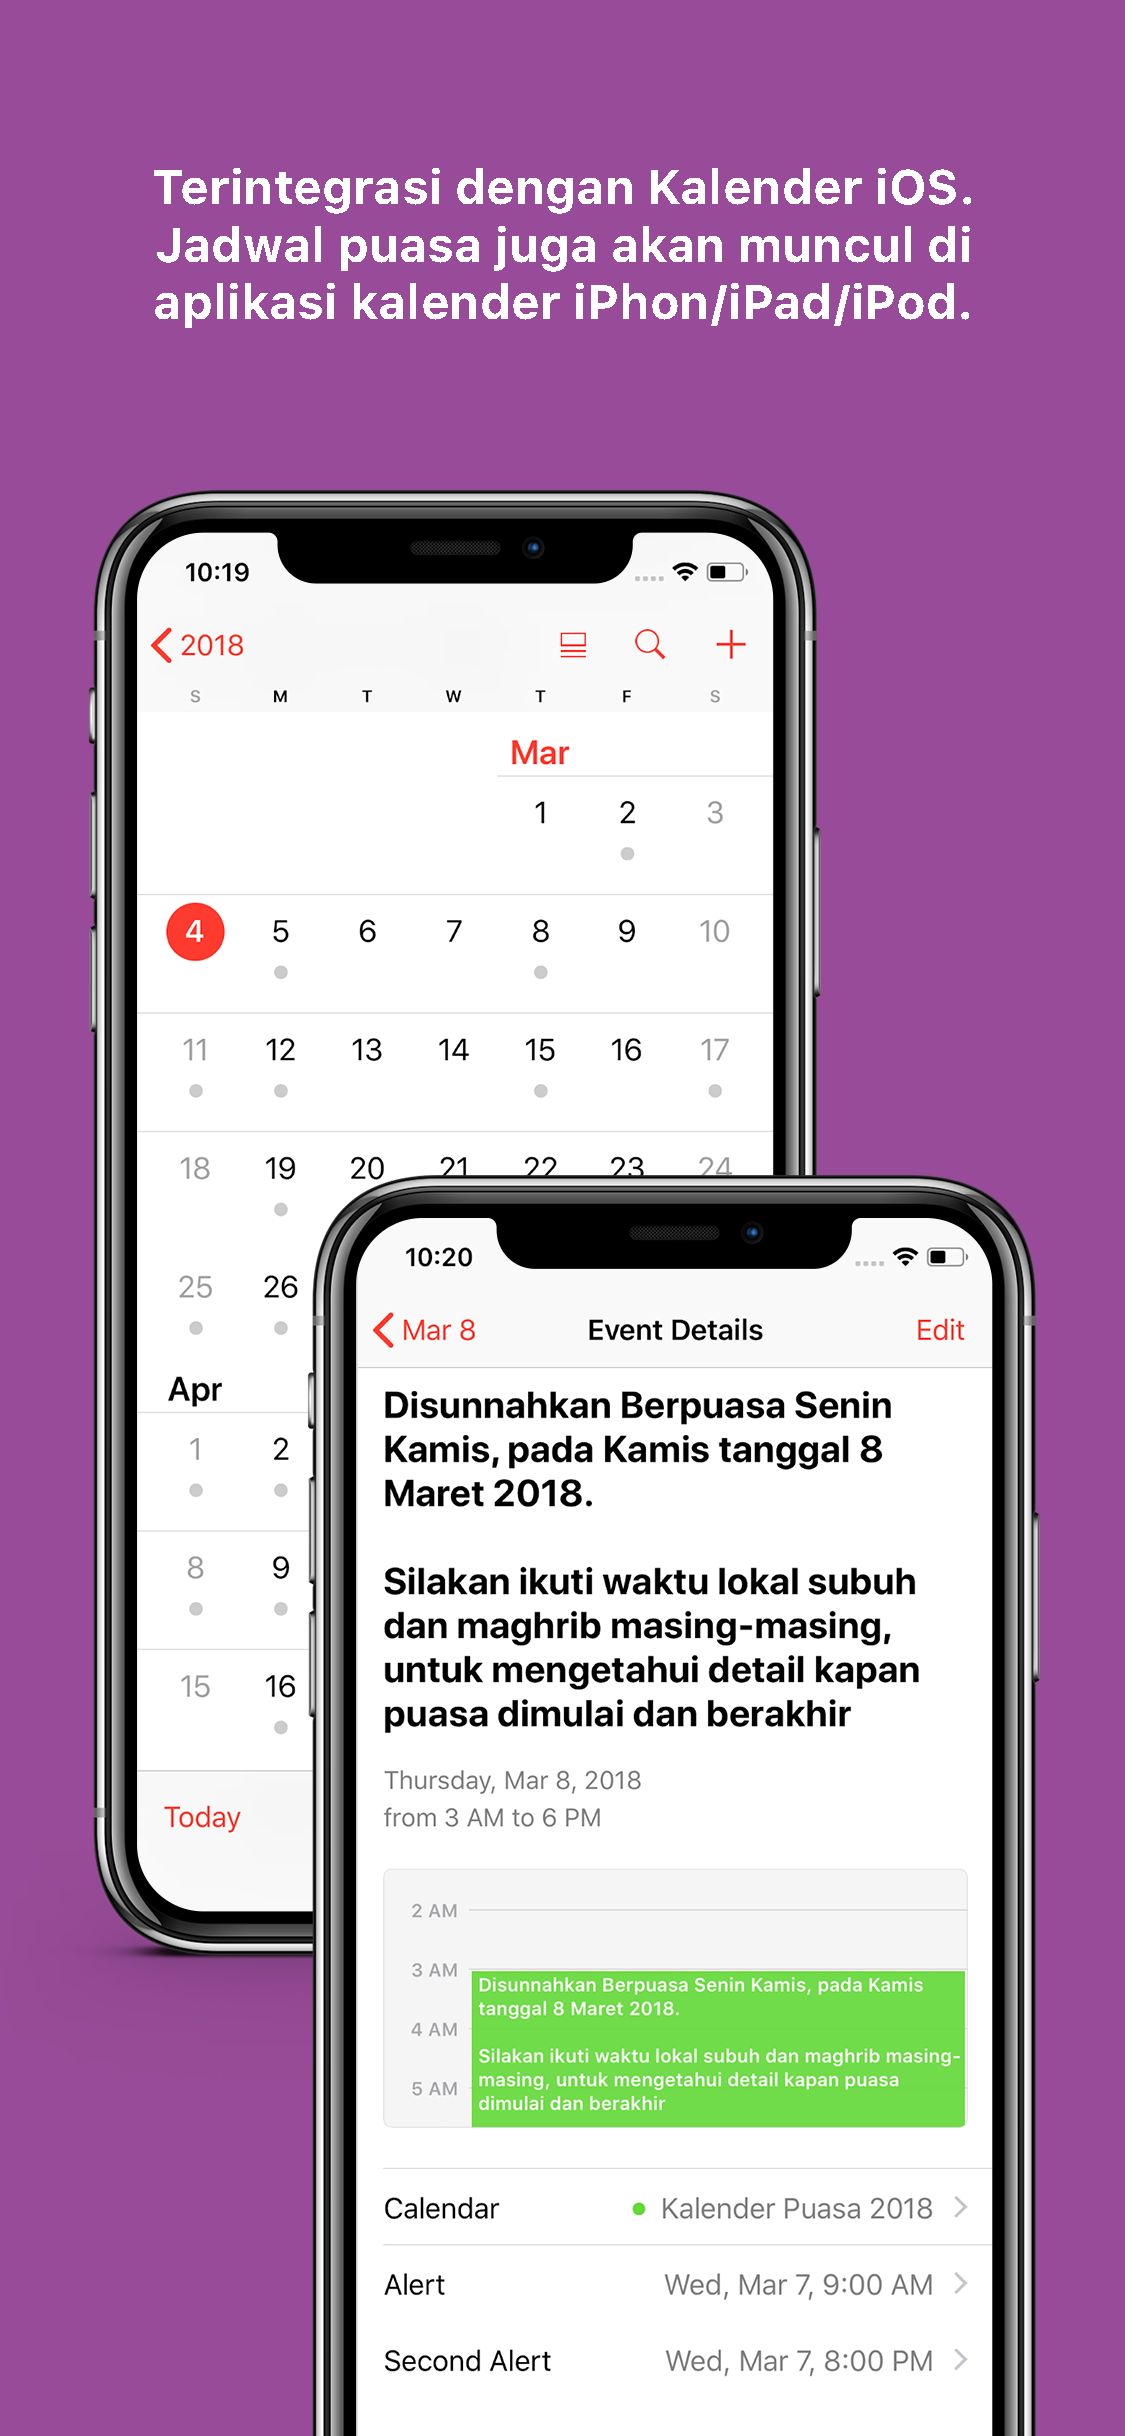 Terintegrasi dengan Kalender iOS.
Jadwal puasa juga akan muncul di
aplikasi kalender iPhon/iPad/iPod.
10:19
2018
S M T W T F S
Mar
1 2 3
4 5 6 7 8 9 10
11 12 13 14 15 16 17
18 19 20 21 22 23 24
25 26
Apr
1 2
8 9
15 16
Today
10:20
Mar 8 Event Details Edit
Disunnahkan Berpuasa Senin
Kamis, pada Kamis tanggal 8
Maret 2018.
Silakan ikuti waktu lokal subuh
dan maghrib masing-masing,
untuk mengetahui detail kapan
puasa dimulai dan berakhir
Thursday, Mar 8, 2018
from 3 AM to 6 PM
2 AM
3 AM
Disunnahkan Berpuasa Senin Kamis, pada Kamis
tanggal 8 Maret 2018.
4 AM
Silakan ikuti waktu lokal subuh dan maghrib masing-
masing, untuk mengetahui detail kapan puasa
5 AM
dimulai dan berakhir
Calendar Kalender Puasa 2018
Alert Wed, Mar 7, 9:00 AM
Second Alert Wed, Mar 7, 8:00 PM